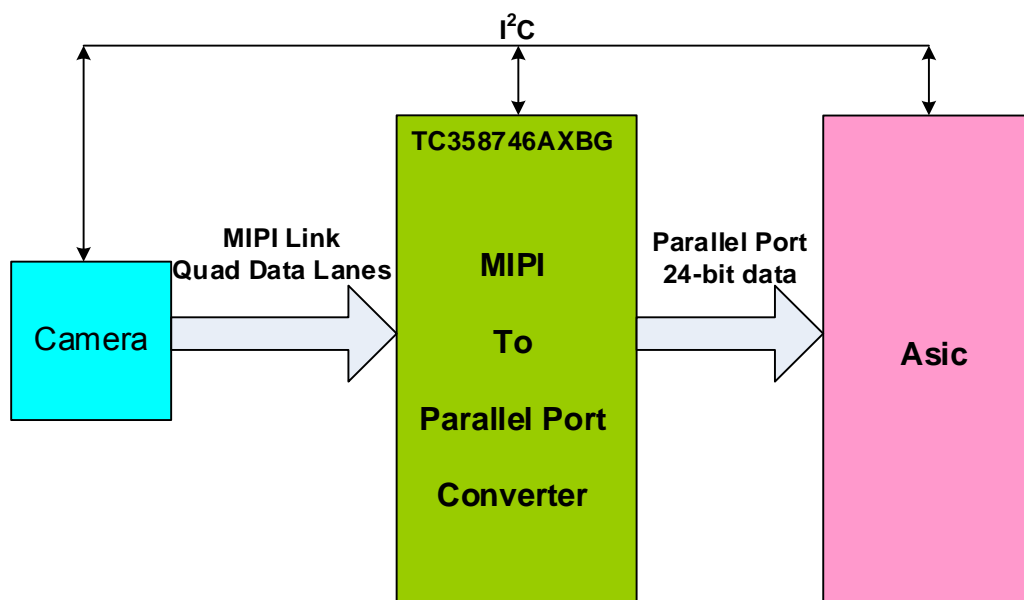 I²C
TC358746AXBG
MIPI Link
Quad Data Lanes
Parallel Port
24-bit data
Camera
MIPI
To
Parallel Port
Converter
Asic